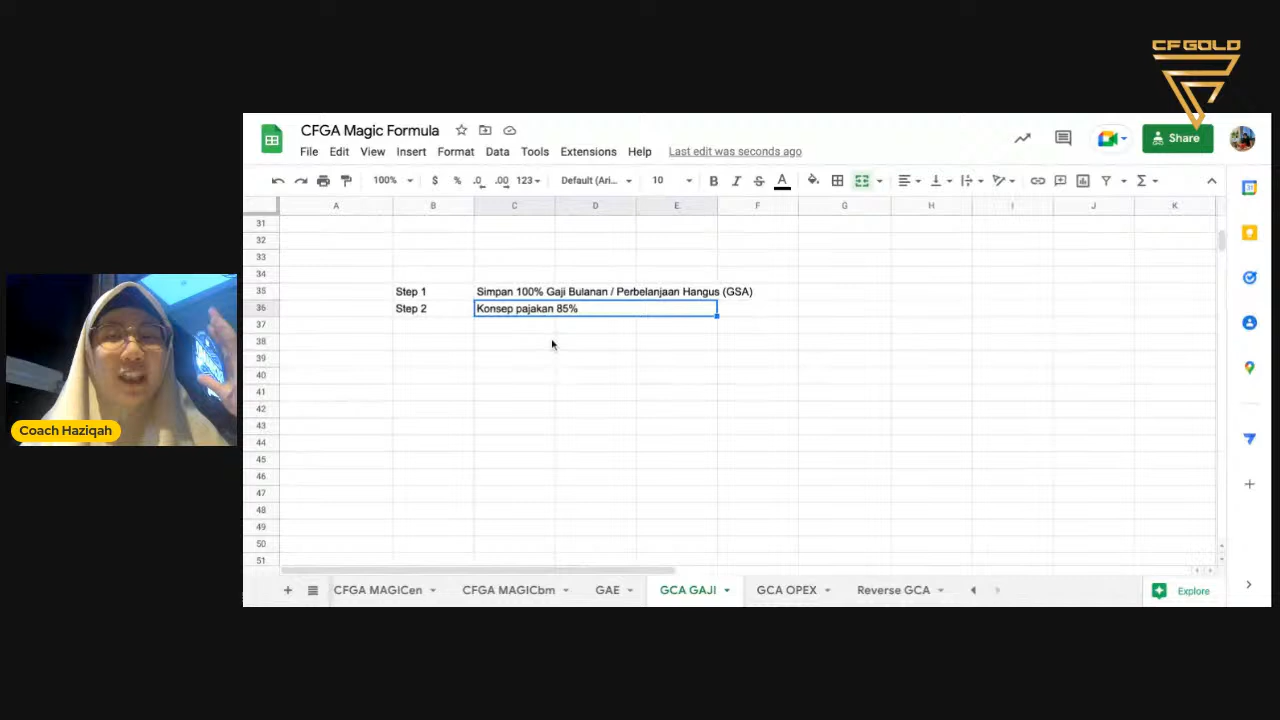 CFGOLD
CFGA Magic Formula
Share
File Edit View Insert Format Data Tools Extensions Help Last edit was seconds ago
100% $ % .0 .00 123 Default (Ari... 10 B I S A
A B C D E F G H I J K
31
32
33
34
35 Step 1 Simpan 100% Gaji Bulanan / Perbelanjaan Hangus (GSA)
36 Step 2 Konsep pajakan 85%
37
38
39
40
41
42
43
44
45
46
47
48
49
50
51
Coach Haziqah
CFGA MAGICen CFGA MAGICbm GAE GCA GAJI GCA OPEX Reverse GCA Explore